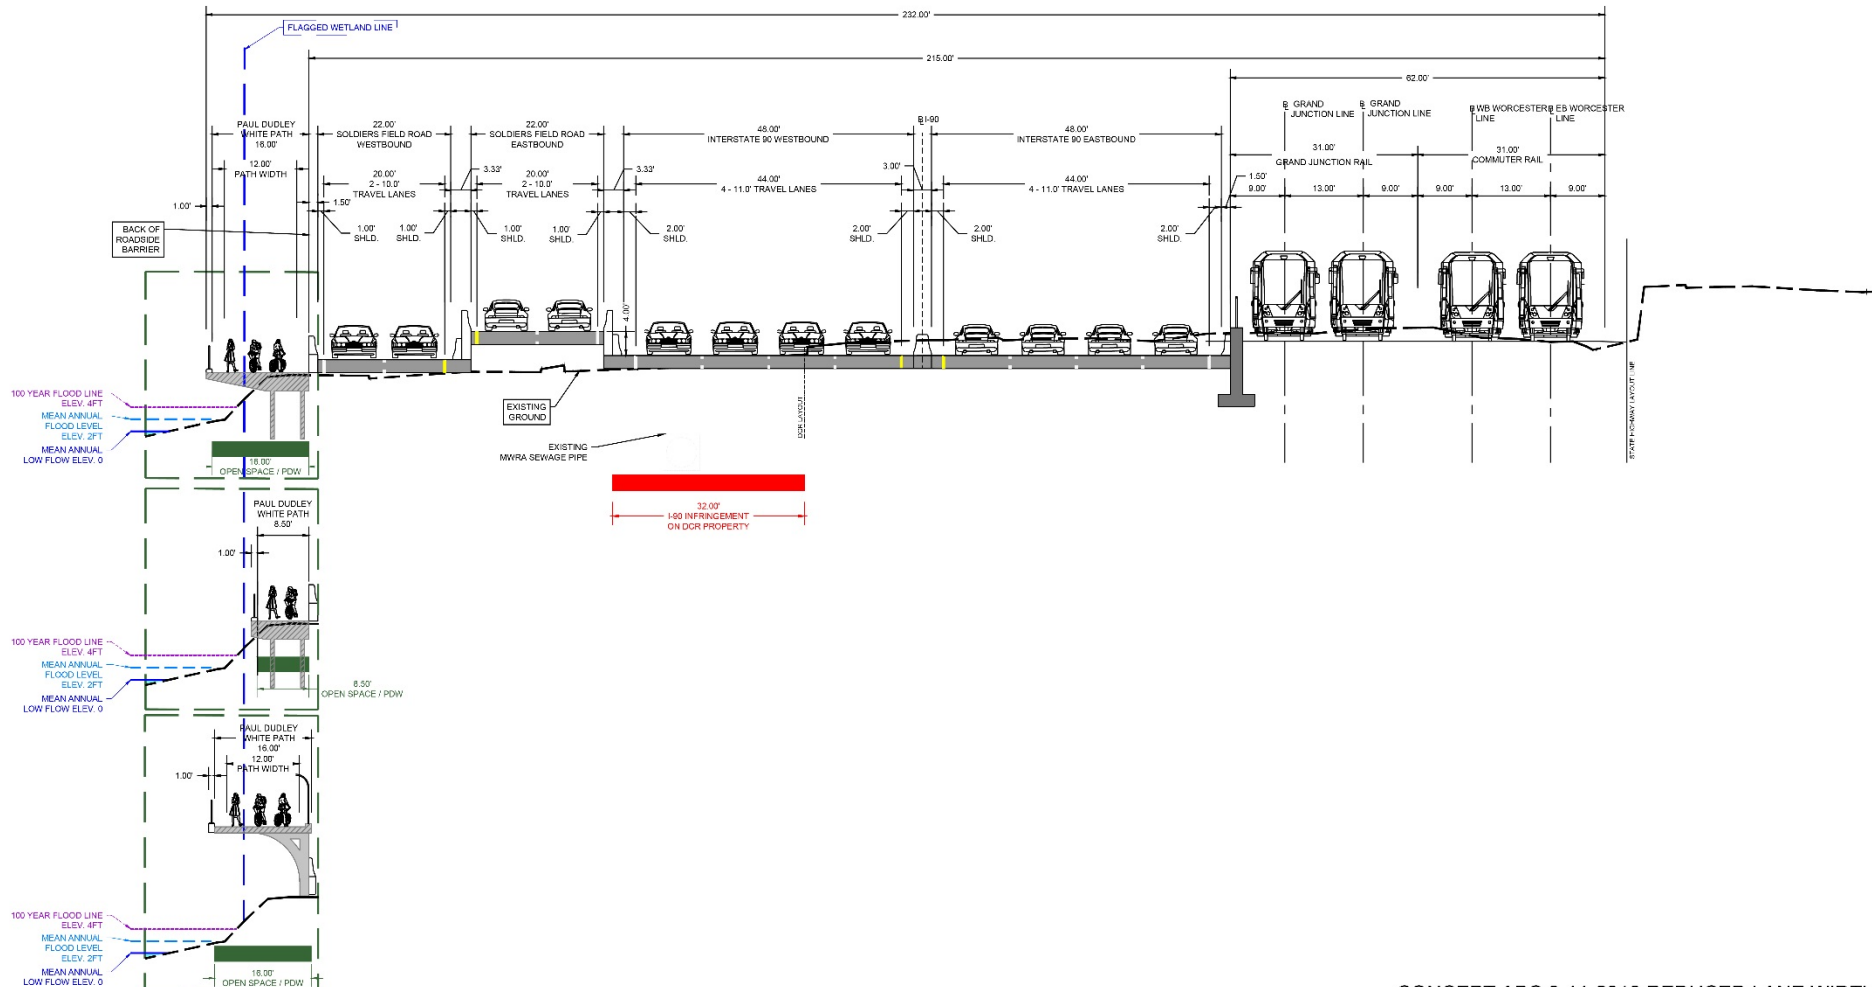 232.00'
FLAGGED WETLAND LINE
215.00'
62.00'
PAUL DUDLEY
WHITE PATH
16.00'
12.00'
PATH WIDTH
1.00'
1.50'
BACK OF
ROADSIDE
BARRIER
22.00'
SOLDIERS FIELD ROAD
WESTBOUND
20.00'
2 - 10.0'
TRAVEL LANES
1.00'
SHLD.
1.00'
SHLD.
3.33'
22.00'
SOLDIERS FIELD ROAD
EASTBOUND
20.00'
2 - 10.0'
TRAVEL LANES
1.00'
SHLD.
1.00'
SHLD.
3.33'
4.00'
48.00'
INTERSTATE 90 WESTBOUND
44.00'
4 - 11.0' TRAVEL LANES
2.00'
SHLD.
2.00'
SHLD.
I-90
3.00'
48.00'
INTERSTATE 90 EASTBOUND
44.00'
4 - 11.0' TRAVEL LANES
2.00'
SHLD.
2.00'
SHLD.
1.50'
GRAND
JUNCTION LINE
GRAND
JUNCTION LINE
WB WORCESTER
LINE
EB WORCESTER
LINE
31.00'
GRAND JUNCTION RAIL
31.00'
COMMUTER RAIL
9.00'
13.00'
9.00'
9.00'
13.00'
9.00'
STATE HIGHWAY LAYOUT LINE
DCR LAYOUT
EXISTING
GROUND
EXISTING
MWRA SEWAGE PIPE
32.00'
I-90 INFRINGEMENT
ON DCR PROPERTY
100 YEAR FLOOD LINE
ELEV. 4FT
MEAN ANNUAL
FLOOD LEVEL
ELEV. 2FT
MEAN ANNUAL
LOW FLOW ELEV. 0
OPEN SPACE / PDW
PAUL DUDLEY
WHITE PATH
8.50'
1.00'
100 YEAR FLOOD LINE
ELEV. 4FT
MEAN ANNUAL
FLOOD LEVEL
ELEV. 2FT
MEAN ANNUAL
LOW FLOW ELEV. 0
8.50'
OPEN SPACE / PDW
PAUL DUDLEY
WHITE PATH
16.00'
12.00'
PATH WIDTH
1.00'
100 YEAR FLOOD LINE
ELEV. 4FT
MEAN ANNUAL
FLOOD LEVEL
ELEV. 2FT
MEAN ANNUAL
LOW FLOW ELEV. 0
16.00'
OPEN SPACE / PDW